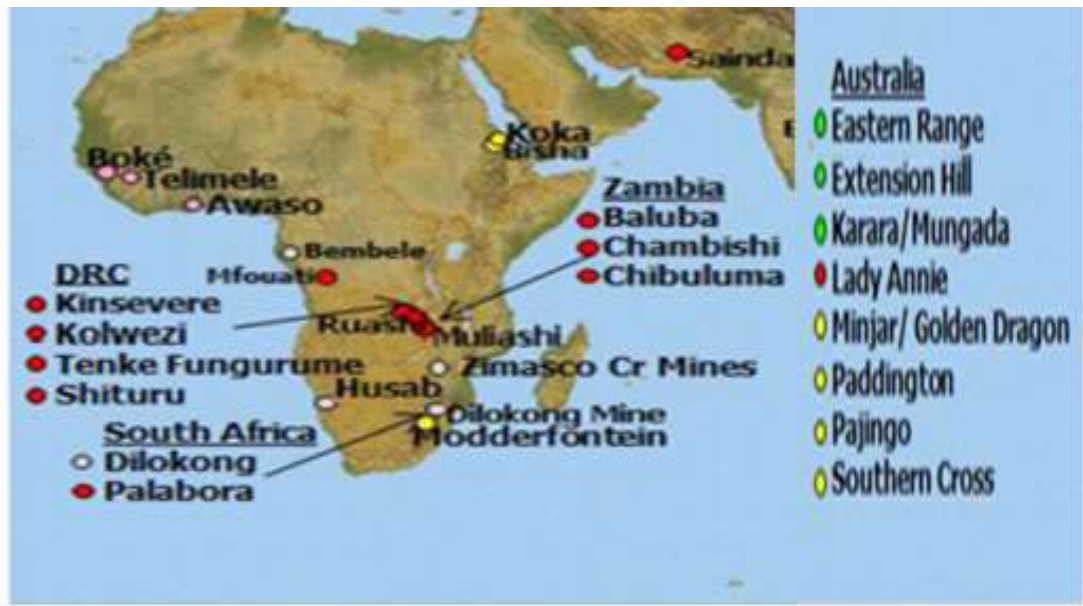 Sainda
Koka
Bisha
Boké
Telimele
Awaso
Bembele
Mfouati
DRC
Kinsevere
Kolwezi
Tenke Fungurume
Shituru
Zambia
Baluba
Chambishi
Chibuluma
Ruashi
Muliashi
Zimasco Cr Mines
Husab
Dilokong Mine
Modderfontein
South Africa
Dilokong
Palabora
Australia
Eastern Range
Extension Hill
Karara/Mungada
Lady Annie
Minjar/ Golden Dragon
Paddington
Pajingo
Southern Cross